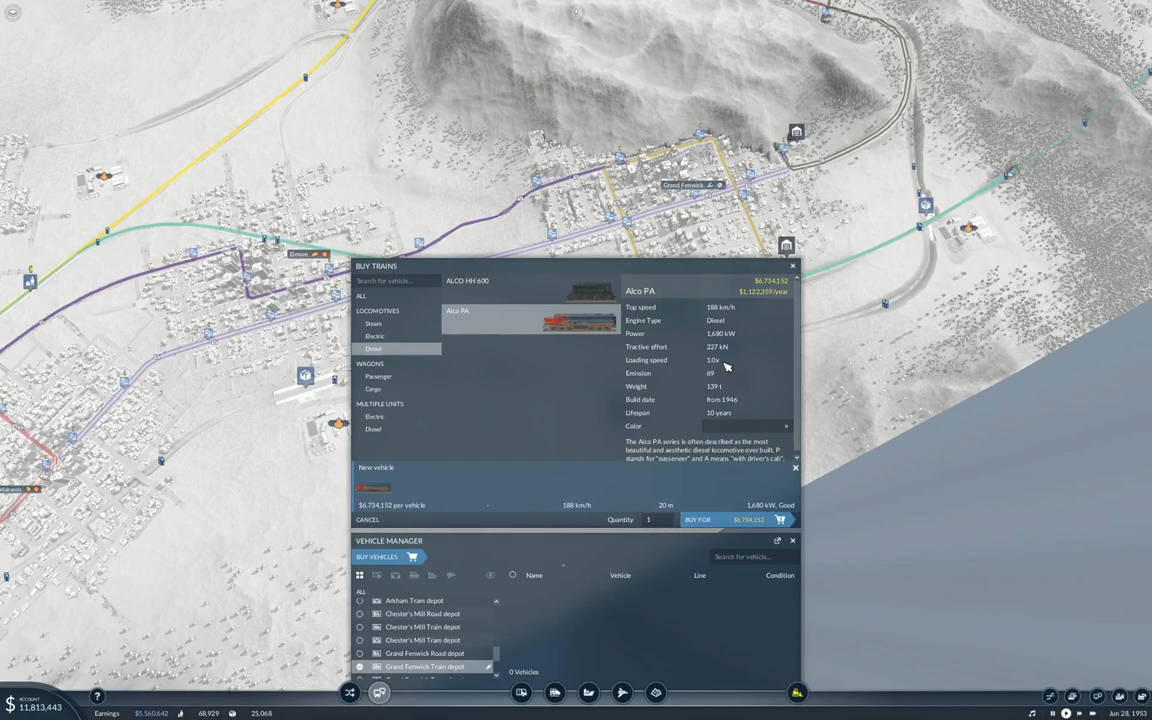 Grand Fenwick
Elmore
Wakanda
BUY TRAINS
Search for vehicle...
ALL
LOCOMOTIVES
Steam
Electric
Diesel
WAGONS
Passenger
Cargo
MULTIPLE UNITS
Electric
Diesel
ALCO HH 600
Alco PA
$6,734,152
Alco PA
$1,122,359/year
Top speed 188 km/h
Engine Type Diesel
Power 1,680 kW
Tractive effort 227 kN
Loading speed 1.0x
Emission 69
Weight 139 t
Build date from 1946
Lifespan 10 years
Color
The Alco PA series is often described as the most
beautiful and aesthetic diesel locomotive ever built. P
stands for "passenger" and A means "with driver's cab".
New vehicle
$6,734,152 per vehicle - 188 km/h 20 m 1,680 kW, Good
CANCEL Quantity 1 BUY FOR $6,734,152
VEHICLE MANAGER
BUY VEHICLES Search for vehicle...
Name Vehicle Line Condition
ALL
Arkham Tram depot
Chester's Mill Road depot
Chester's Mill Train depot
Chester's Mill Tram depot
Grand Fenwick Road depot
Grand Fenwick Train depot
0 Vehicles
ACCOUNT
$ 11,813,443
?
Earnings $5,560,642 68,929 25,068
Jun 28, 1953